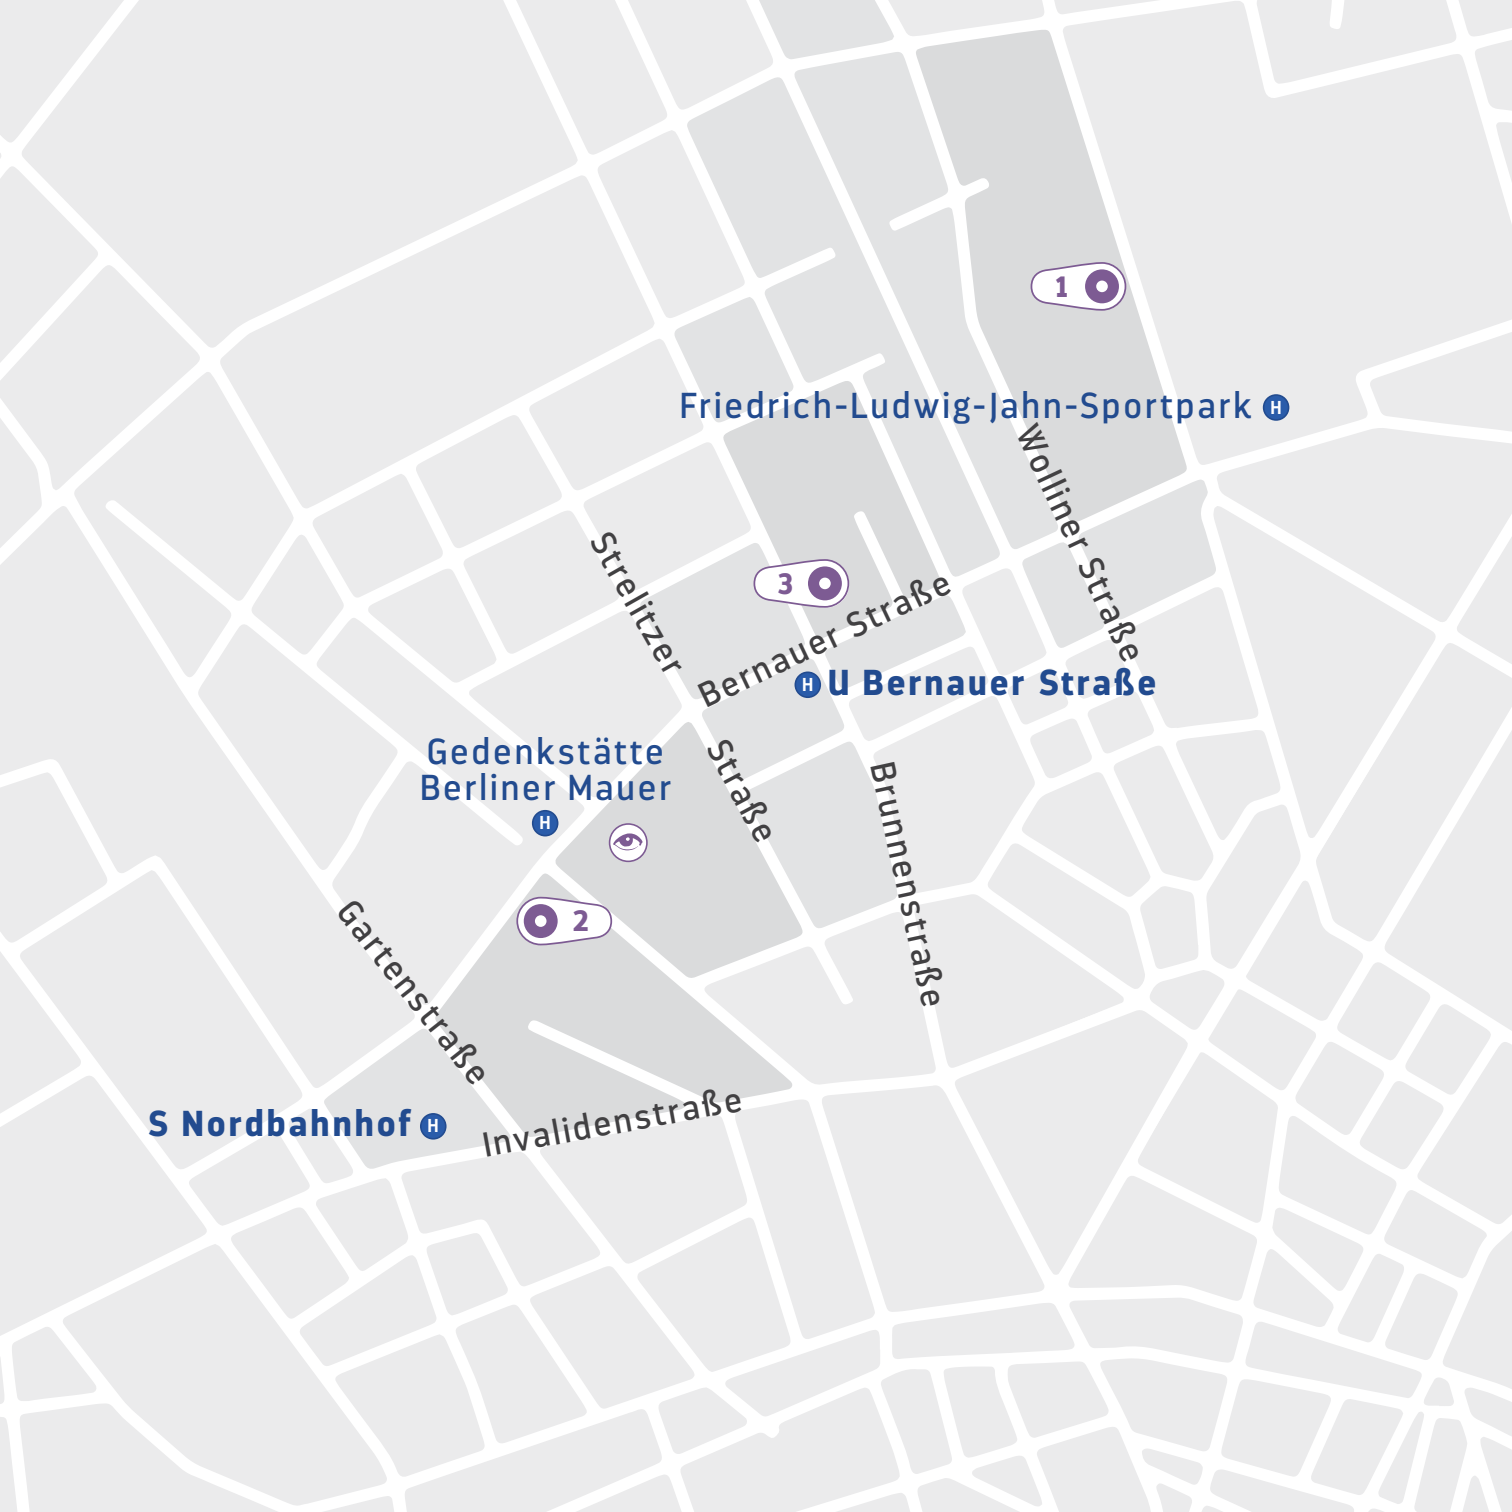 1
Friedrich-Ludwig-Jahn-Sportpark H
Wolliner Straße
Strelitzer
3
Bernauer Straße
H U Bernauer Straße
Gedenkstätte
Berliner Mauer
H
Straße
Brunnenstraße
2
Gartenstraße
S Nordbahnhof H
Invalidenstraße